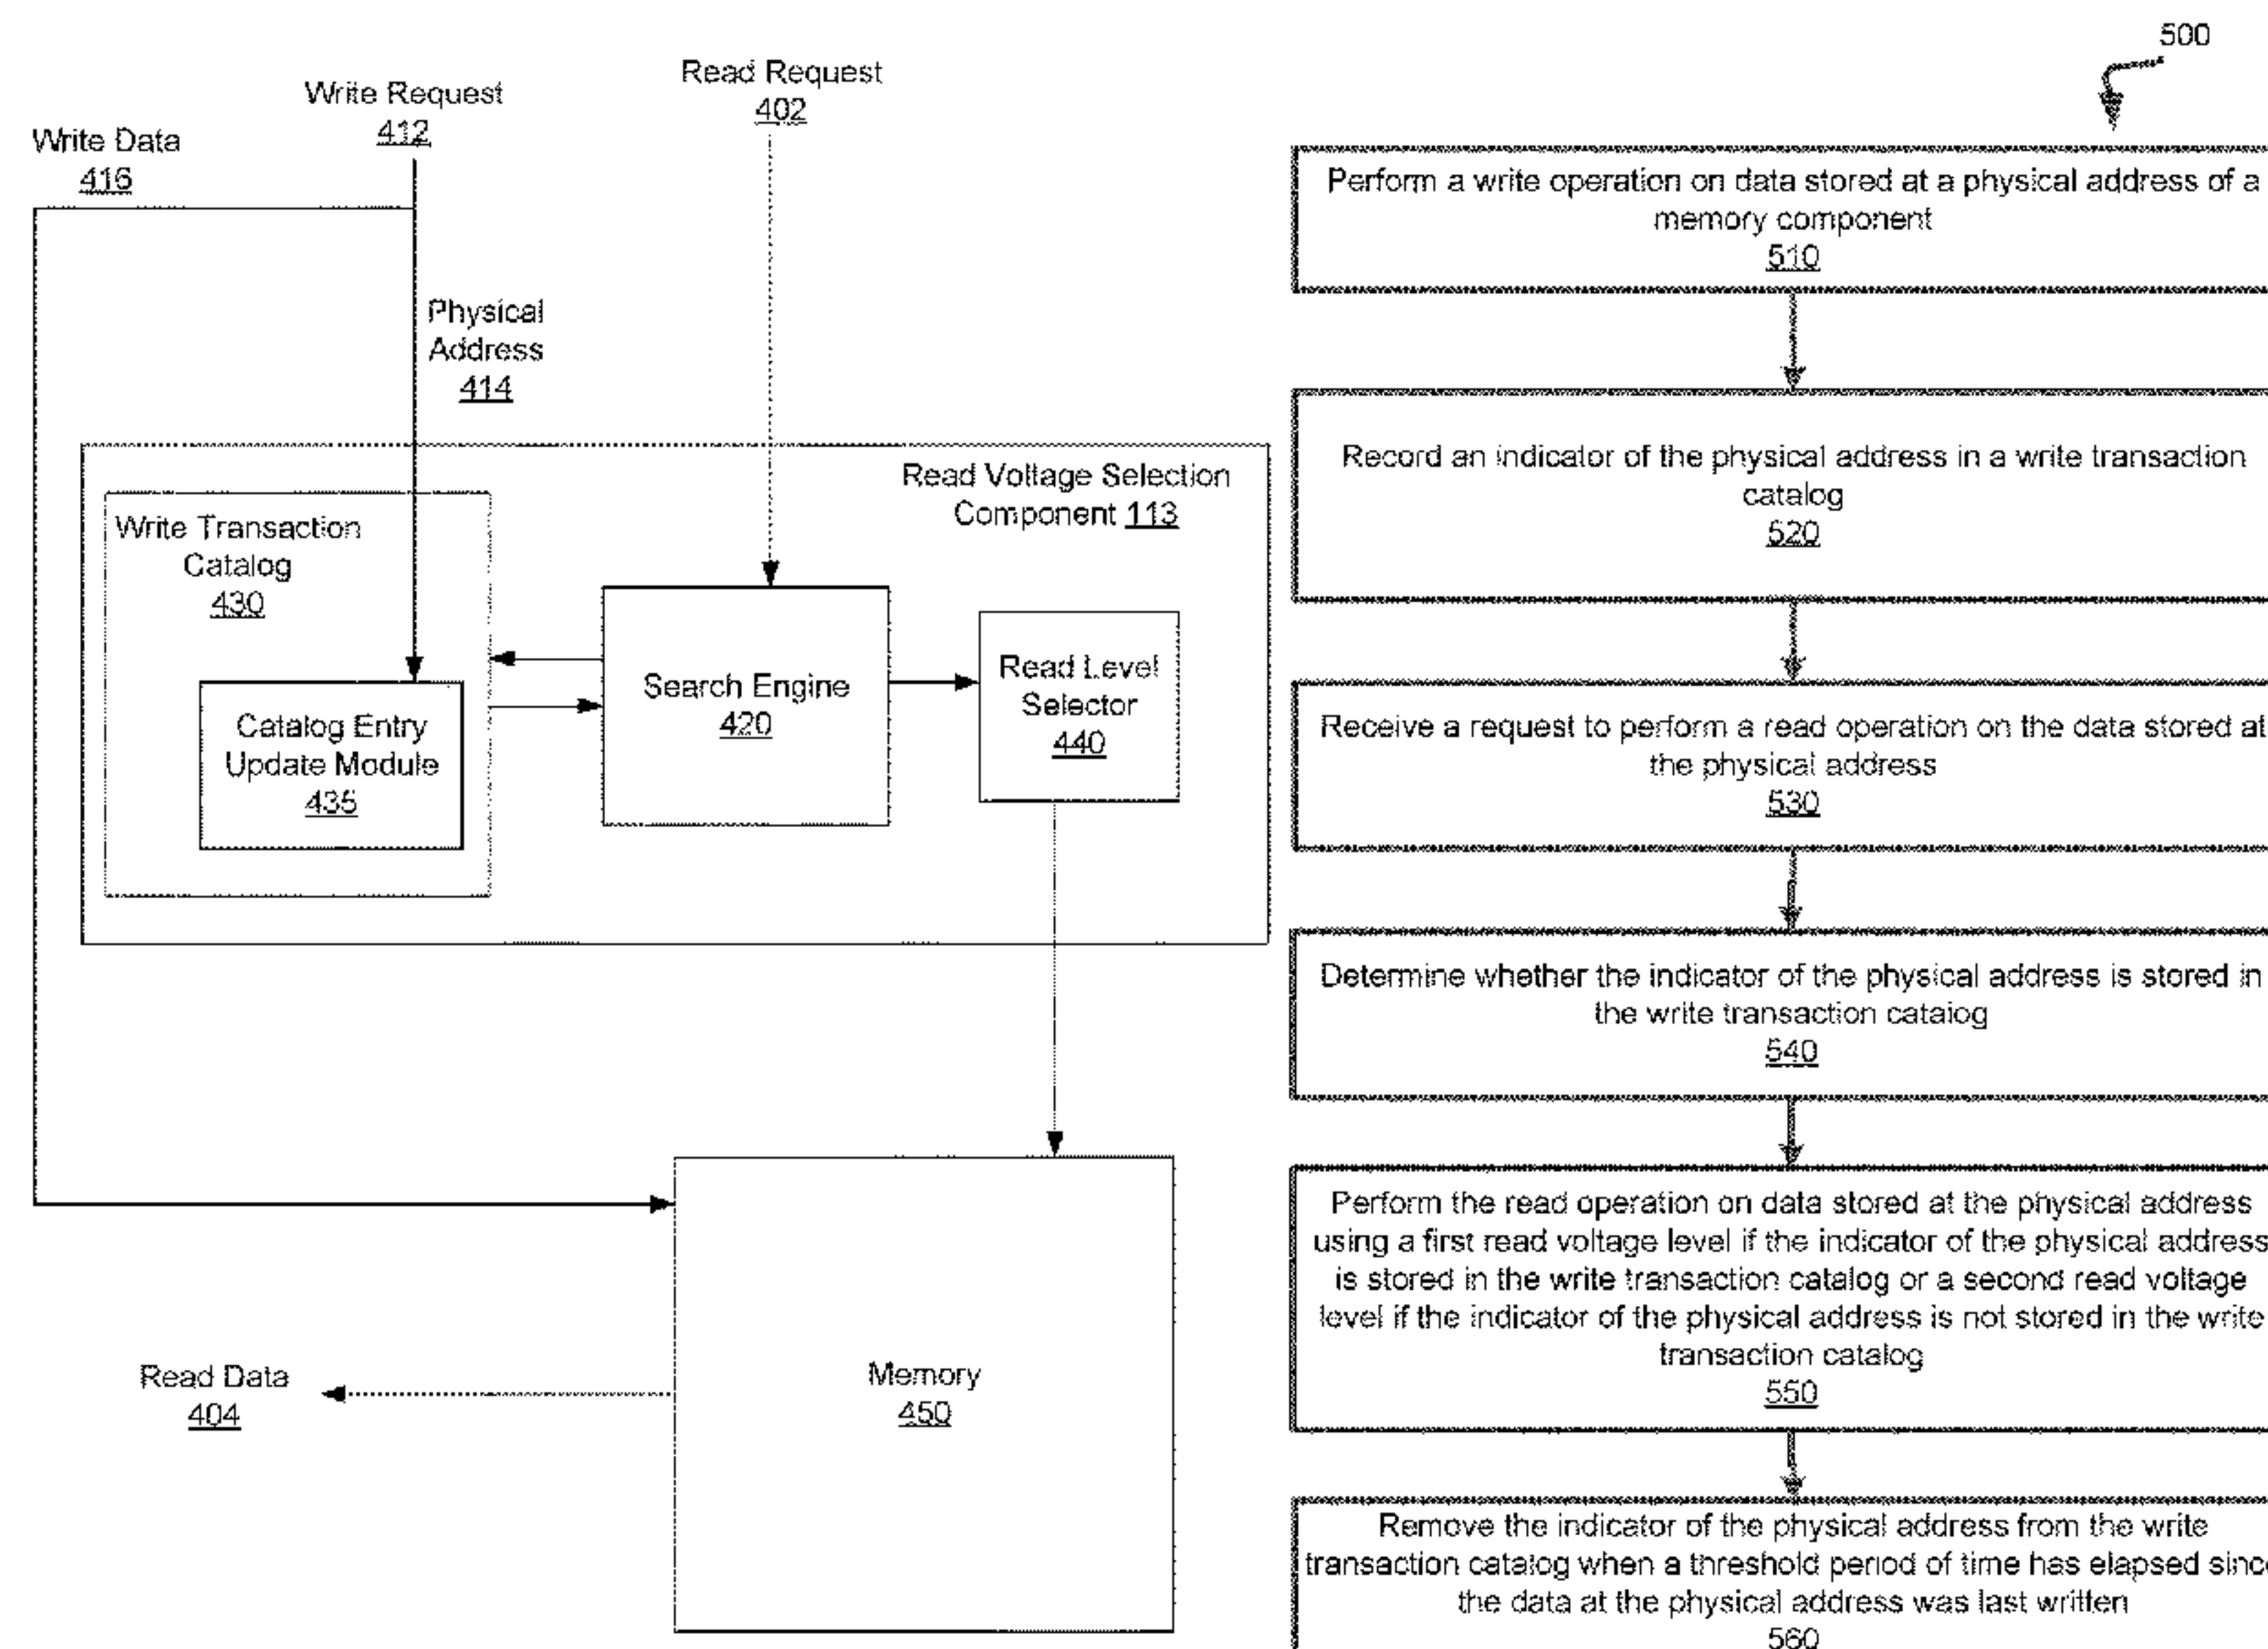 Write Data
416
Write Request
412
Read Request
402
Physical
Address
414
Read Voltage Selection
Component 113
Write Transaction
Catalog
430
Catalog Entry
Update Module
435
Search Engine
420
Read Level
Selector
440
Memory
450
Read Data
404
500
Perform a write operation on data stored at a physical address of a
memory component
510
Record an indicator of the physical address in a write transaction
catalog
520
Receive a request to perform a read operation on the data stored at
the physical address
530
Determine whether the indicator of the physical address is stored in
the write transaction catalog
540
Perform the read operation on data stored at the physical address
using a first read voltage level if the indicator of the physical address
is stored in the write transaction catalog or a second read voltage
level if the indicator of the physical address is not stored in the write
transaction catalog
550
Remove the indicator of the physical address from the write
transaction catalog when a threshold period of time has elapsed since
the data at the physical address was last written
560